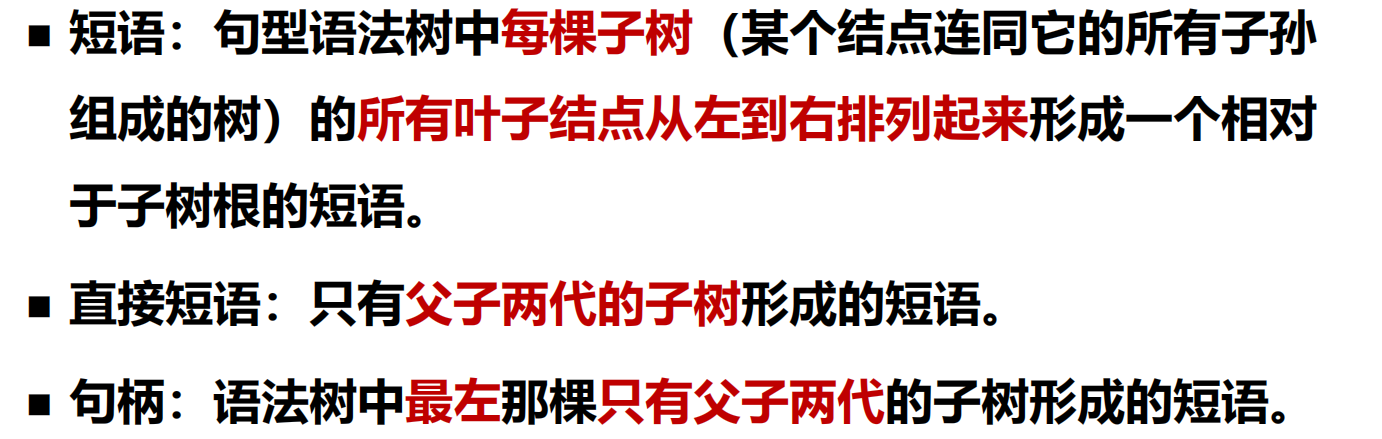 ■ 短语：句型语法树中每棵子树（某个结点连同它的所有子孙
组成的树）的所有叶子结点从左到右排列起来形成一个相对
于子树根的短语。
■ 直接短语：只有父子两代的子树形成的短语。
■ 句柄：语法树中最左那棵只有父子两代的子树形成的短语。